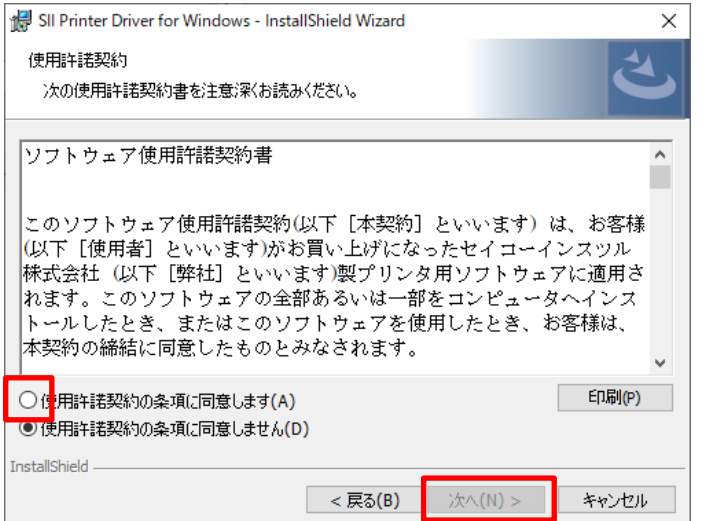 SII Printer Driver for Windows - InstallShield Wizard
使用許諾契約
次の使用許諾契約書を注意深くお読みください。
ソフトウェア使用許諾契約書
このソフトウェア使用許諾契約(以下［本契約］といいます）は、お客様
(以下［使用者］といいます)がお買い上げになったセイコーインスツル
株式会社（以下［弊社］といいます)製プリンタ用ソフトウェアに適用さ
れます。このソフトウェアの全部あるいは一部をコンピュータへインス
トールしたとき、またはこのソフトウェアを使用したとき、お客様は、
本契約の締結に同意したものとみなされます。
使用許諾契約の条項に同意します(A)
印刷(P)
使用許諾契約の条項に同意しません(D)
InstallShield
< 戻る(B)
次へ(N) >
キャンセル